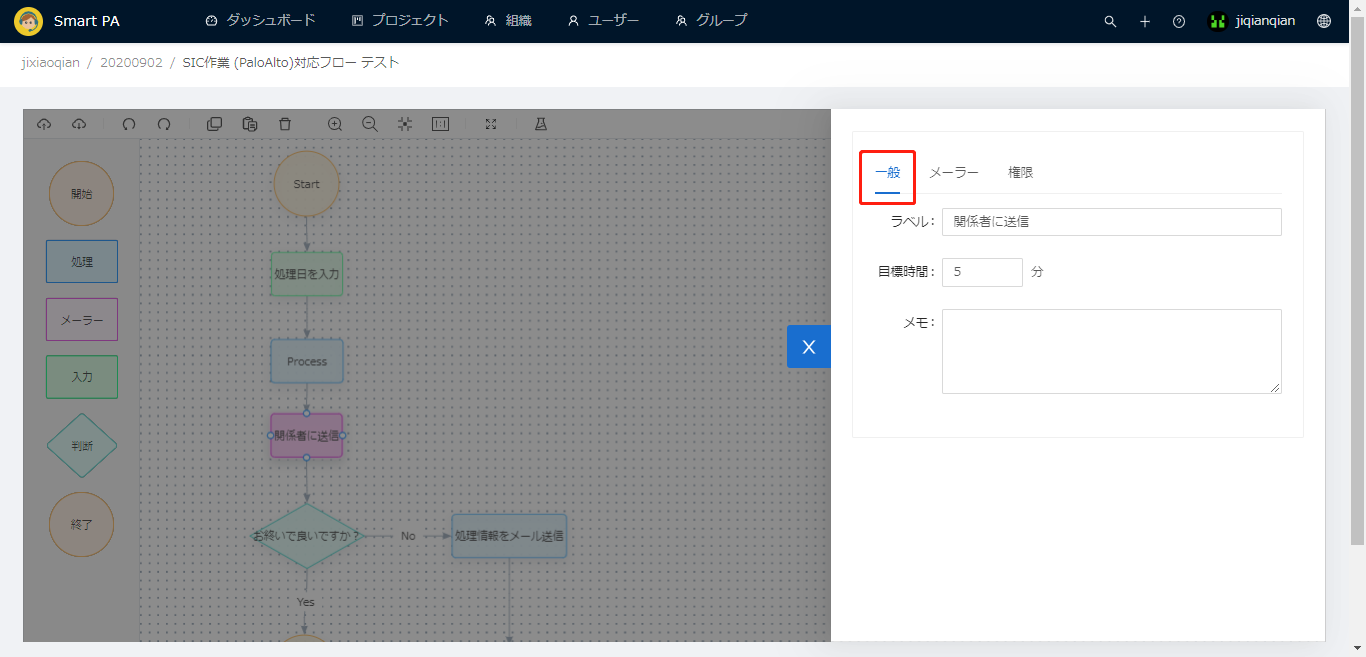 Smart PA ダッシュボード プロジェクト 組織 ユーザー グループ jiqianqian
jixiaoqian / 20200902 / SIC作業 (PaloAlto)対応フロー テスト
開始
処理
メーラー
入力
判断
終了
Start
処理日を入力
Process
関係者に送信
お終いで良いですか？
No
処理情報をメール送信
Yes
X
一般 メーラー 権限
ラベル： 関係者に送信
目標時間： 5 分
メモ：